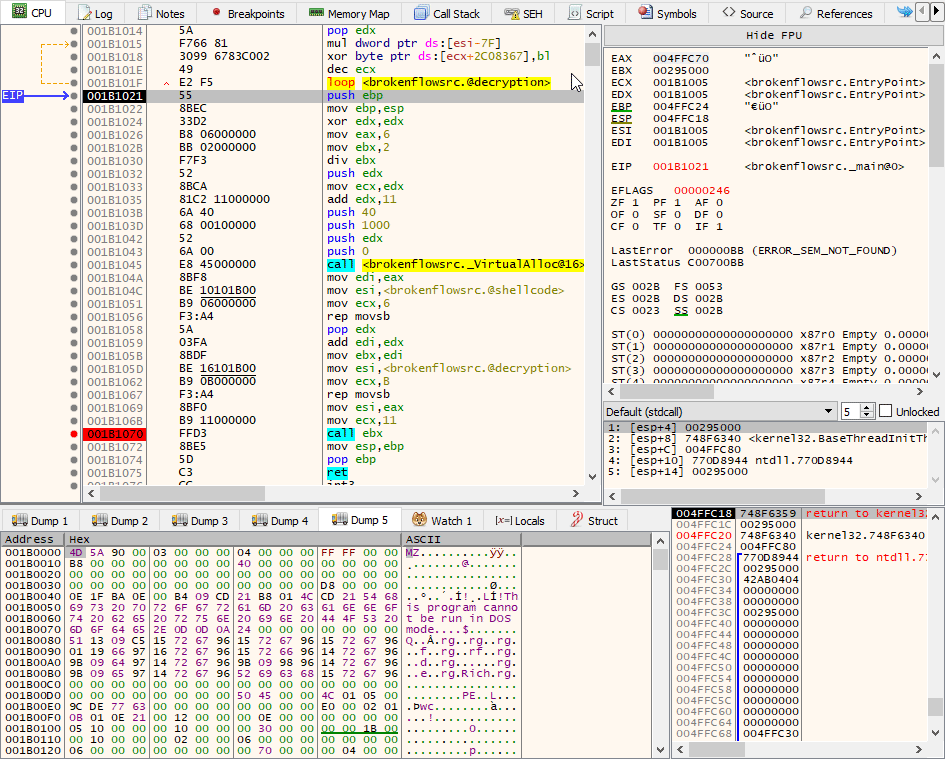 CPU Log Notes Breakpoints Memory Map Call Stack SEH Script Symbols Source References
001B1014 5A pop edx
001B1015 F766 81 mul dword ptr ds:[esi-7F]
001B1018 3099 6783C002 xor byte ptr ds:[ecx+2C08367],bl
001B101E 49 dec ecx
001B101F E2 F5 loop <brokenflowsrc.@decryption>
EIP 001B1021 55 push ebp
001B1022 8BEC mov ebp,esp
001B1024 33D2 xor edx,edx
001B1026 B8 06000000 mov eax,6
001B102B BB 02000000 mov ebx,2
001B1030 F7F3 div ebx
001B1032 52 push edx
001B1033 8BCA mov ecx,edx
001B1035 81C2 11000000 add edx,11
001B103B 6A 40 push 40
001B103D 68 00100000 push 1000
001B1042 52 push edx
001B1043 6A 00 push 0
001B1045 E8 45000000 call <brokenflowsrc._VirtualAlloc@16>
001B104A 8BF8 mov edi,eax
001B104C BE 10101B00 mov esi,<brokenflowsrc.@shellcode>
001B1051 B9 06000000 mov ecx,6
001B1056 F3:A4 rep movsb
001B1058 5A pop edx
001B1059 03FA add edi,edx
001B105B 8BDF mov ebx,edi
001B105D BE 16101B00 mov esi,<brokenflowsrc.@decryption>
001B1062 B9 0B000000 mov ecx,B
001B1067 F3:A4 rep movsb
001B1069 8BF0 mov esi,eax
001B106B B9 11000000 mov ecx,11
001B1070 FFD3 call ebx
001B1072 8BE5 mov esp,ebp
001B1074 5D pop ebp
001B1075 C3 ret
Hide FPU
EAX 004FFC70 "ˆüO"
EBX 00295000
ECX 001B1005 <brokenflowsrc.EntryPoint>
EDX 001B1005 <brokenflowsrc.EntryPoint>
EBP 004FFC24 "€üO"
ESP 004FFC18
ESI 001B1005 <brokenflowsrc.EntryPoint>
EDI 001B1005 <brokenflowsrc.EntryPoint>
EIP 001B1021 <brokenflowsrc._main@0>
EFLAGS 00000246
ZF 1 PF 1 AF 0
OF 0 SF 0 DF 0
CF 0 TF 0 IF 1
LastError 000000BB (ERROR_SEM_NOT_FOUND)
LastStatus C00700BB
GS 002B FS 0053
ES 002B DS 002B
CS 0023 SS 002B
ST(0) 00000000000000000000 x87r0 Empty 0.0000
ST(1) 00000000000000000000 x87r1 Empty 0.0000
ST(2) 00000000000000000000 x87r2 Empty 0.0000
ST(3) 00000000000000000000 x87r3 Empty 0.0000
Default (stdcall) 5 Unlocked
1: [esp+4] 00295000
2: [esp+8] 748F6340 <kernel32.BaseThreadInitTh
3: [esp+C] 004FFC80
4: [esp+10] 770D8944 ntdll.770D8944
5: [esp+14] 00295000
Dump 1 Dump 2 Dump 3 Dump 4 Dump 5 Watch 1 [x=] Locals Struct
Address Hex ASCII
001B0000 4D 5A 90 00 03 00 00 00 04 00 00 00 FF FF 00 00 MZ..........ÿÿ..
001B0010 B8 00 00 00 00 00 00 00 40 00 00 00 00 00 00 00 ¸.......@.......
001B0020 00 00 00 00 00 00 00 00 00 00 00 00 00 00 00 00 ................
001B0030 00 00 00 00 00 00 00 00 00 00 00 00 D8 00 00 00 ............Ø...
001B0040 0E 1F BA 0E 00 B4 09 CD 21 B8 01 4C CD 21 54 68 ..º..´.Í!¸.LÍ!Th
001B0050 69 73 20 70 72 6F 67 72 61 6D 20 63 61 6E 6E 6F is program canno
001B0060 74 20 62 65 20 72 75 6E 20 69 6E 20 44 4F 53 20 t be run in DOS
001B0070 6D 6F 64 65 2E 0D 0D 0A 24 00 00 00 00 00 00 00 mode....$.......
001B0080 51 13 09 C5 15 72 67 96 15 72 67 96 15 72 67 96 Q..Å.rg..rg..rg.
001B0090 01 19 66 97 16 72 67 96 15 72 66 96 14 72 67 96 ..f..rg..rf..rg.
001B00A0 9B 09 64 97 14 72 67 96 9B 09 98 96 14 72 67 96 ..d..rg......rg.
001B00B0 9B 09 65 97 14 72 67 96 52 69 63 68 15 72 67 96 ..e..rg.Rich.rg.
001B00C0 00 00 00 00 00 00 00 00 00 00 00 00 00 00 00 00 ................
001B00D0 00 00 00 00 00 00 00 00 50 45 00 00 4C 01 05 00 ........PE..L...
001B00E0 9C DE 77 63 00 00 00 00 00 00 00 00 E0 00 02 01 .Þwc........à...
001B00F0 0B 01 0E 21 00 12 00 00 00 0E 00 00 00 00 00 00 ...!............
001B0100 05 10 00 00 00 10 00 00 00 30 00 00 00 00 1B 00 .........0......
001B0110 00 10 00 00 00 02 00 00 06 00 00 00 00 00 00 00 ................
001B0120 06 00 00 00 00 00 00 00 00 70 00 00 00 04 00 00 .........p......
004FFC18 748F6359 return to kernel32
004FFC1C 00295000
004FFC20 748F6340 kernel32.748F6340
004FFC24 004FFC80
004FFC28 770D8944 return to ntdll.77
004FFC2C 00295000
004FFC30 42AB0404
004FFC34 00000000
004FFC38 00000000
004FFC3C 00295000
004FFC40 00000000
004FFC44 00000000
004FFC48 00000000
004FFC4C 00000000
004FFC50 00000000
004FFC54 00000000
004FFC58 00000000
004FFC5C 00000000
004FFC60 00000000
004FFC64 00000000
004FFC68 004FFC30